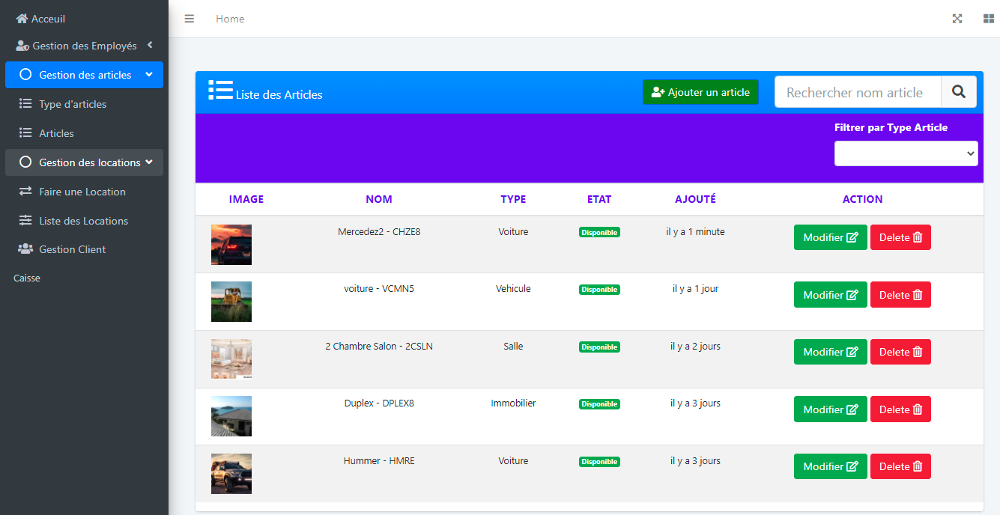 Acceuil
Gestion des Employés
Gestion des articles
Type d'articles
Articles
Gestion des locations
Faire une Location
Liste des Locations
Gestion Client
Caisse
Home
Liste des Articles
Ajouter un article
Rechercher nom article
Filtrer par Type Article
IMAGE NOM TYPE ETAT AJOUTÉ ACTION
Mercedez2 - CHZE8 Voiture Disponible il y a 1 minute Modifier Delete
voiture - VCMN5 Vehicule Disponible il y a 1 jour Modifier Delete
2 Chambre Salon - 2CSLN Salle Disponible il y a 2 jours Modifier Delete
Duplex - DPLEX8 Immobilier Disponible il y a 3 jours Modifier Delete
Hummer - HMRE Voiture Disponible il y a 3 jours Modifier Delete